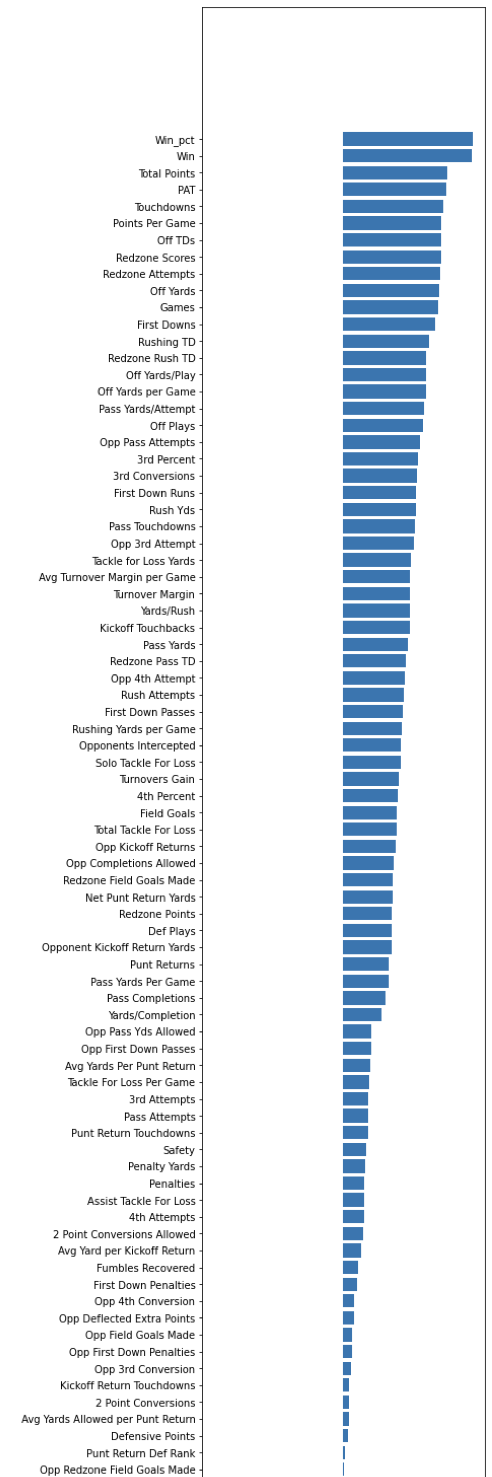 Win_pct
Win
Total Points
PAT
Touchdowns
Points Per Game
Off TDs
Redzone Scores
Redzone Attempts
Off Yards
Games
First Downs
Rushing TD
Redzone Rush TD
Off Yards/Play
Off Yards per Game
Pass Yards/Attempt
Off Plays
Opp Pass Attempts
3rd Percent
3rd Conversions
First Down Runs
Rush Yds
Pass Touchdowns
Opp 3rd Attempt
Tackle for Loss Yards
Avg Turnover Margin per Game
Turnover Margin
Yards/Rush
Kickoff Touchbacks
Pass Yards
Redzone Pass TD
Opp 4th Attempt
Rush Attempts
First Down Passes
Rushing Yards per Game
Opponents Intercepted
Solo Tackle For Loss
Turnovers Gain
4th Percent
Field Goals
Total Tackle For Loss
Opp Kickoff Returns
Opp Completions Allowed
Redzone Field Goals Made
Net Punt Return Yards
Redzone Points
Def Plays
Opponent Kickoff Return Yards
Punt Returns
Pass Yards Per Game
Pass Completions
Yards/Completion
Opp Pass Yds Allowed
Opp First Down Passes
Avg Yards Per Punt Return
Tackle For Loss Per Game
3rd Attempts
Pass Attempts
Punt Return Touchdowns
Safety
Penalty Yards
Penalties
Assist Tackle For Loss
4th Attempts
2 Point Conversions Allowed
Avg Yard per Kickoff Return
Fumbles Recovered
First Down Penalties
Opp 4th Conversion
Opp Deflected Extra Points
Opp Field Goals Made
Opp First Down Penalties
Opp 3rd Conversion
Kickoff Return Touchdowns
2 Point Conversions
Avg Yards Allowed per Punt Return
Defensive Points
Punt Return Def Rank
Opp Redzone Field Goals Made